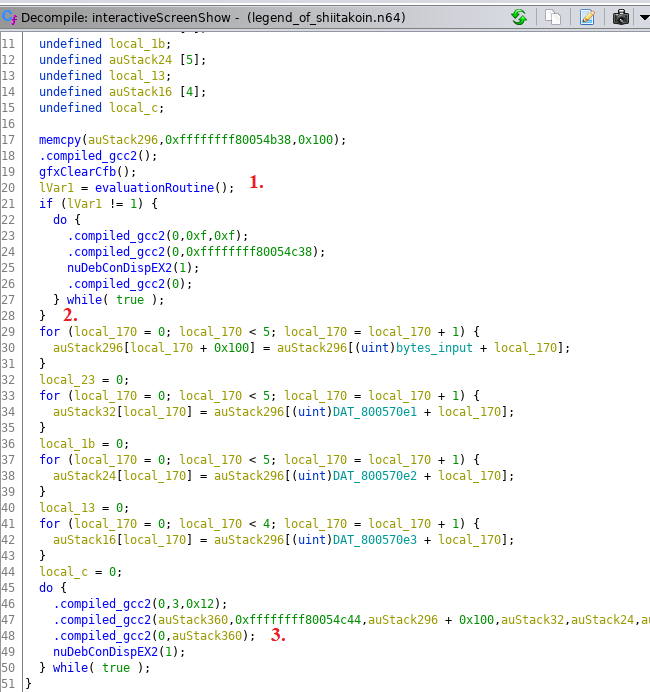 Decompile: interactiveScreenShow - (legend_of_shiitakoin.n64)
11 undefined local_1b;
12 undefined auStack24 [5];
13 undefined local_13;
14 undefined auStack16 [4];
15 undefined local_c;
16
17 memcpy(auStack296,0xffffffff80054b38,0x100);
18 .compiled_gcc2();
19 gfxClearCfb();
20 lVar1 = evaluationRoutine(); 1.
21 if (lVar1 != 1) {
22 do {
23 .compiled_gcc2(0,0xf,0xf);
24 .compiled_gcc2(0,0xffffffff80054c38);
25 nuDebConDispEX2(1);
26 .compiled_gcc2(0);
27 } while( true );
28 } 2.
29 for (local_170 = 0; local_170 < 5; local_170 = local_170 + 1) {
30 auStack296[local_170 + 0x100] = auStack296[(uint)bytes_input + local_170];
31 }
32 local_23 = 0;
33 for (local_170 = 0; local_170 < 5; local_170 = local_170 + 1) {
34 auStack32[local_170] = auStack296[(uint)DAT_800570e1 + local_170];
35 }
36 local_1b = 0;
37 for (local_170 = 0; local_170 < 5; local_170 = local_170 + 1) {
38 auStack24[local_170] = auStack296[(uint)DAT_800570e2 + local_170];
39 }
40 local_13 = 0;
41 for (local_170 = 0; local_170 < 4; local_170 = local_170 + 1) {
42 auStack16[local_170] = auStack296[(uint)DAT_800570e3 + local_170];
43 }
44 local_c = 0;
45 do {
46 .compiled_gcc2(0,3,0x12);
47 .compiled_gcc2(auStack360,0xffffffff80054c44,auStack296 + 0x100,auStack32,auStack24,au
48 .compiled_gcc2(0,auStack360); 3.
49 nuDebConDispEX2(1);
50 } while( true );
51 }